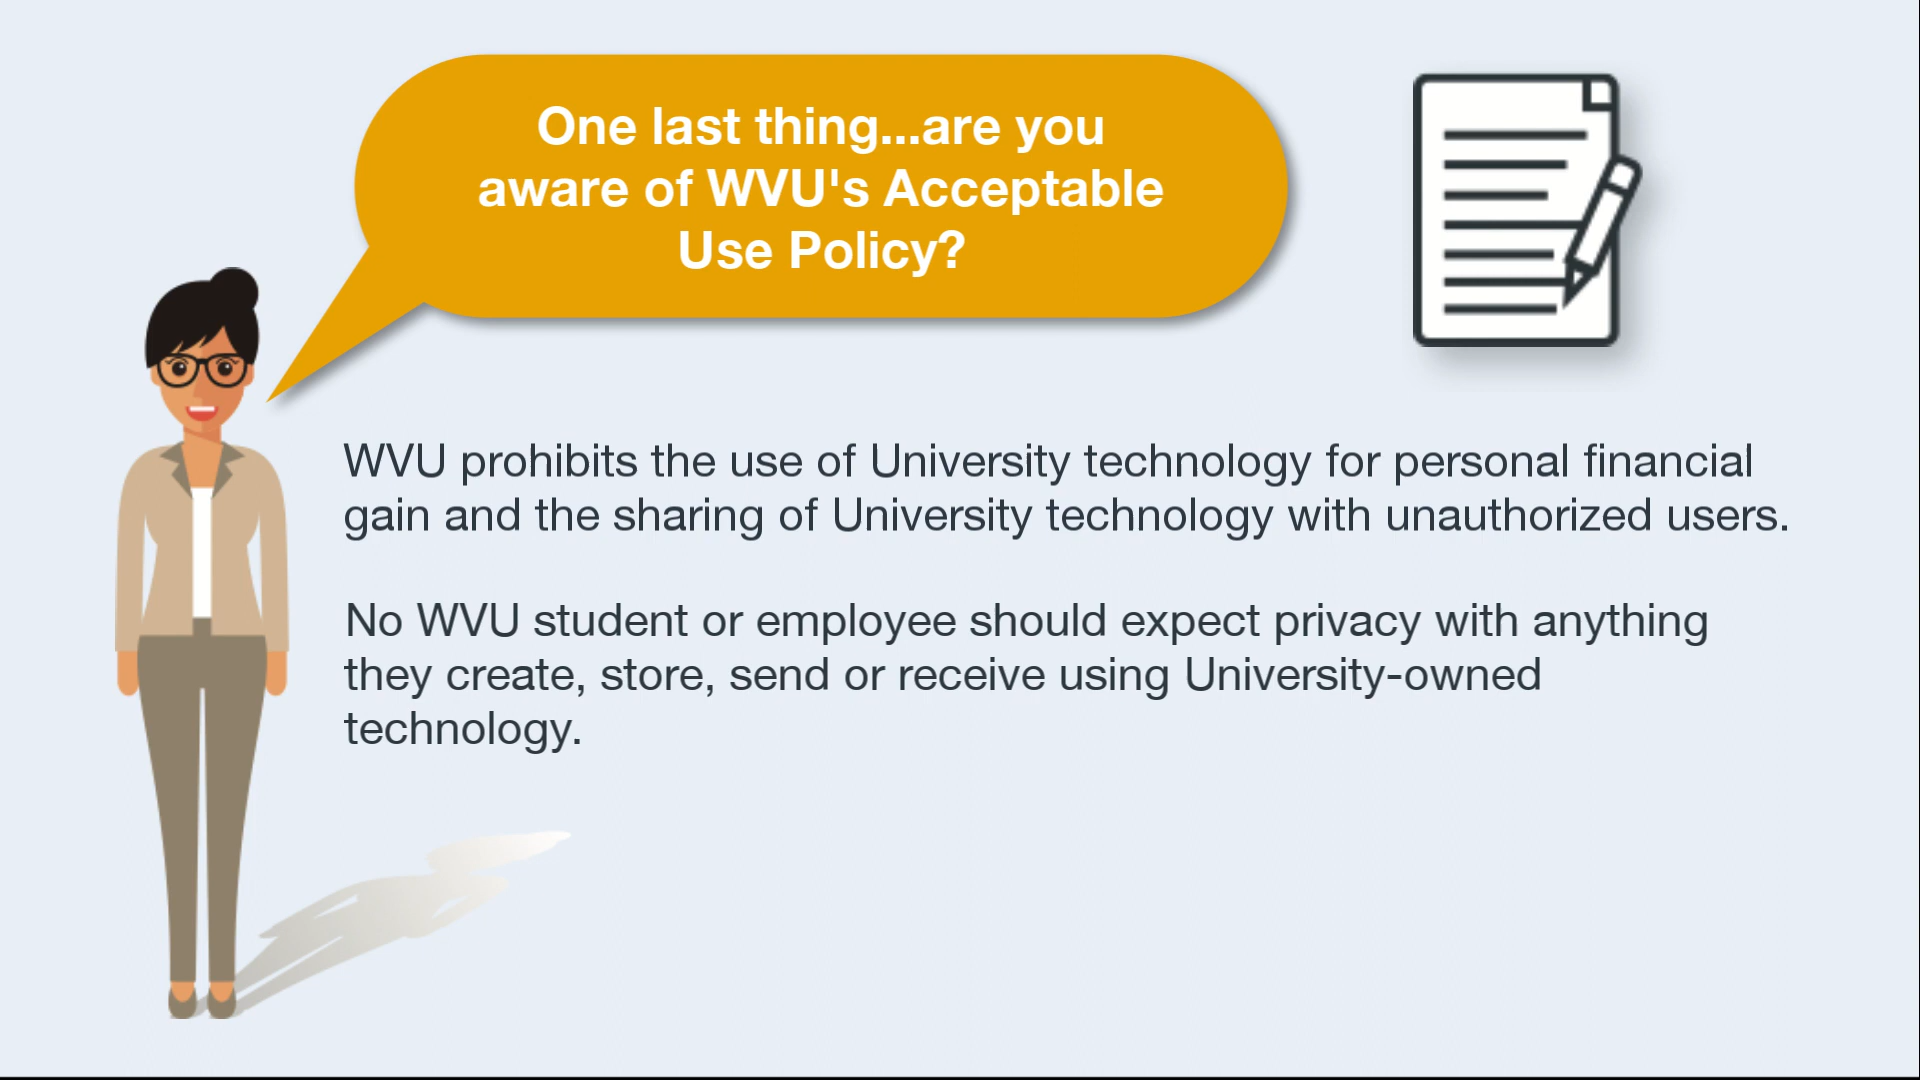 One last thing...are you
aware of WVU's Acceptable
Use Policy?
WVU prohibits the use of University technology for personal financial
gain and the sharing of University technology with unauthorized users.
No WVU student or employee should expect privacy with anything
they create, store, send or receive using University-owned
technology.